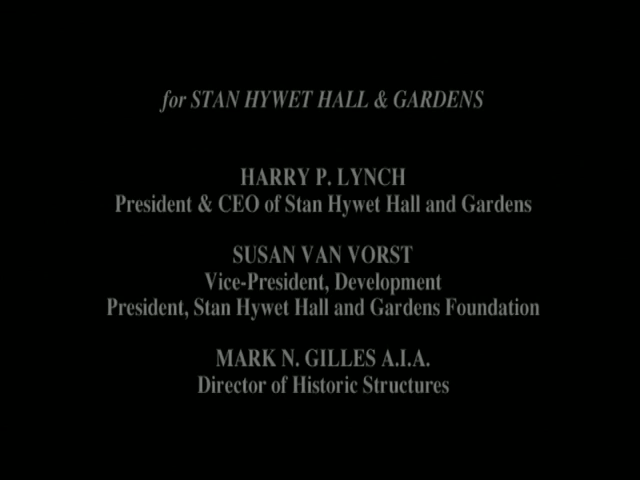 for STAN HYWET HALL & GARDENS
HARRY P. LYNCH
President & CEO of Stan Hywet Hall and Gardens
SUSAN VAN VORST
Vice-President, Development
President, Stan Hywet Hall and Gardens Foundation
MARK N. GILLES A.I.A.
Director of Historic Structures